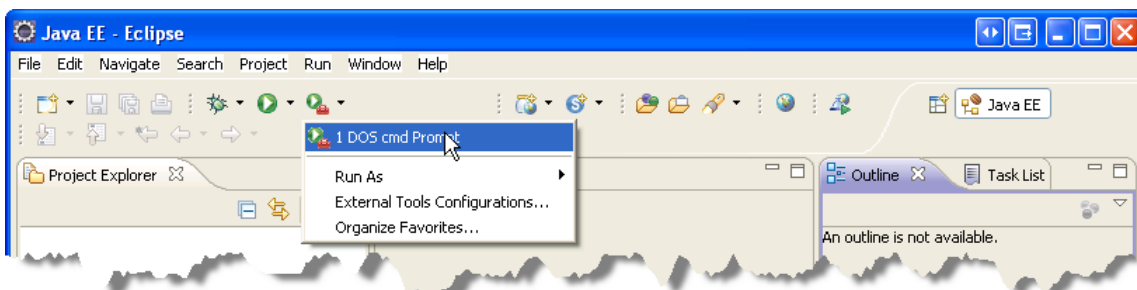 Java EE - Eclipse
File Edit Navigate Search Project Run Window Help
Java EE
1 DOS cmd Prompt
Project Explorer
Run As
External Tools Configurations...
Organize Favorites...
Outline
Task List
An outline is not available.